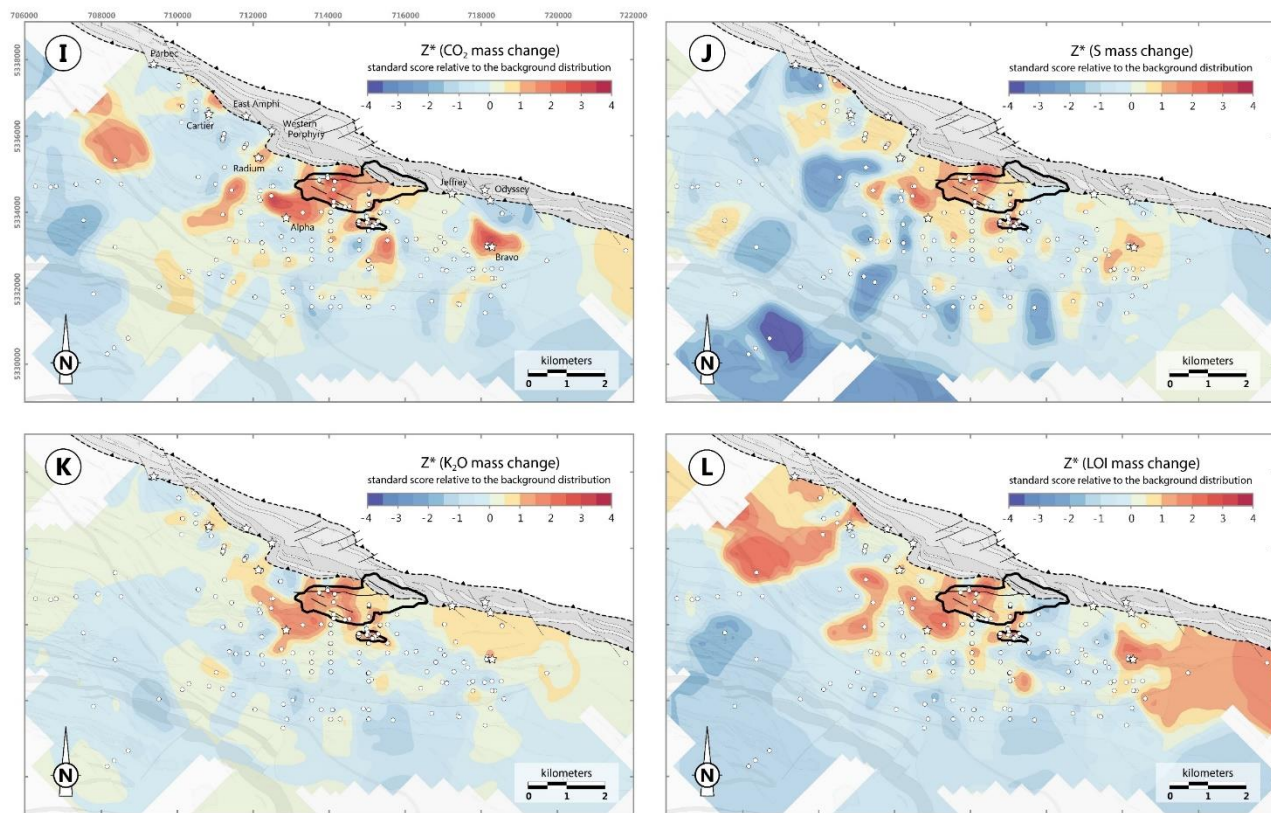 706000 708000 710000 712000 714000 716000 718000 720000 722000
I
Z* (CO₂ mass change)
standard score relative to the background distribution
-4 -3 -2 -1 0 1 2 3 4
5338000
5336000
5334000
5332000
5330000
Parbec
East Amphi
Cartier
Western
Porphyry
Radium
Jeffrey
Odyssey
Alpha
Bravo
N
kilometers
0 1 2
J
Z* (S mass change)
standard score relative to the background distribution
-4 -3 -2 -1 0 1 2 3 4
N
kilometers
0 1 2
K
Z* (K₂O mass change)
standard score relative to the background distribution
-4 -3 -2 -1 0 1 2 3 4
N
kilometers
0 1 2
L
Z* (LOI mass change)
standard score relative to the background distribution
-4 -3 -2 -1 0 1 2 3 4
N
kilometers
0 1 2